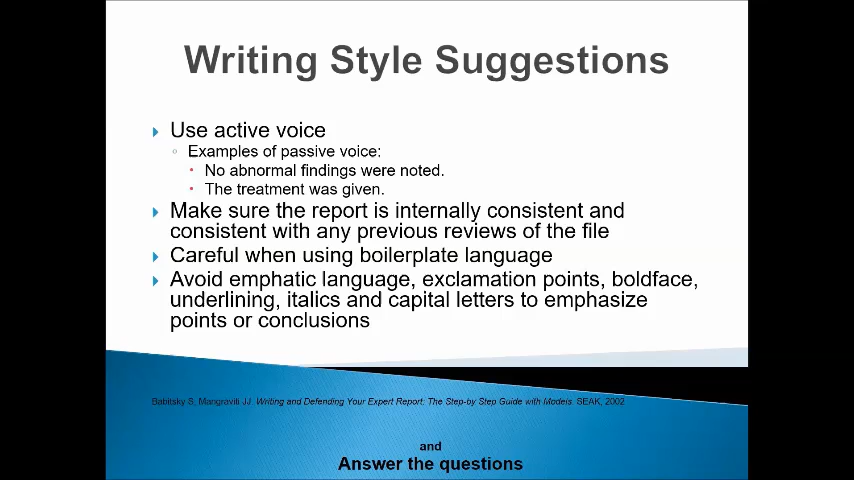 Writing Style Suggestions
Use active voice
Examples of passive voice:
No abnormal findings were noted.
The treatment was given.
Make sure the report is internally consistent and
consistent with any previous reviews of the file
Careful when using boilerplate language
Avoid emphatic language, exclamation points, boldface,
underlining, italics and capital letters to emphasize
points or conclusions
Babitsky S, Mangraviti JJ. Writing and Defending Your Expert Report: The Step-by Step Guide with Models. SEAK, 2002
and
Answer the questions